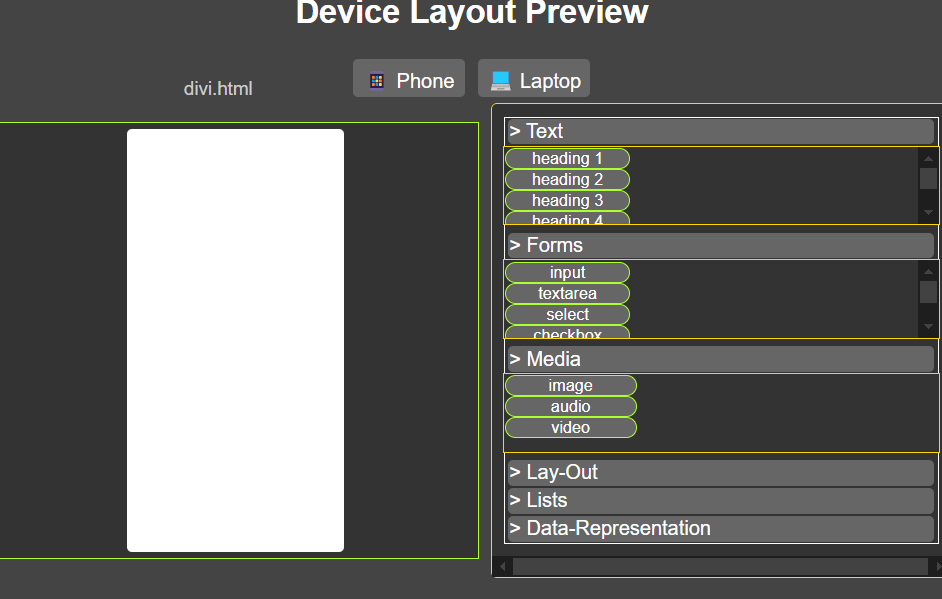 Device Layout Preview
divi.html
Phone
Laptop
> Text
heading 1
heading 2
heading 3
heading 4
> Forms
input
textarea
select
checkbox
> Media
image
audio
video
> Lay-Out
> Lists
> Data-Representation